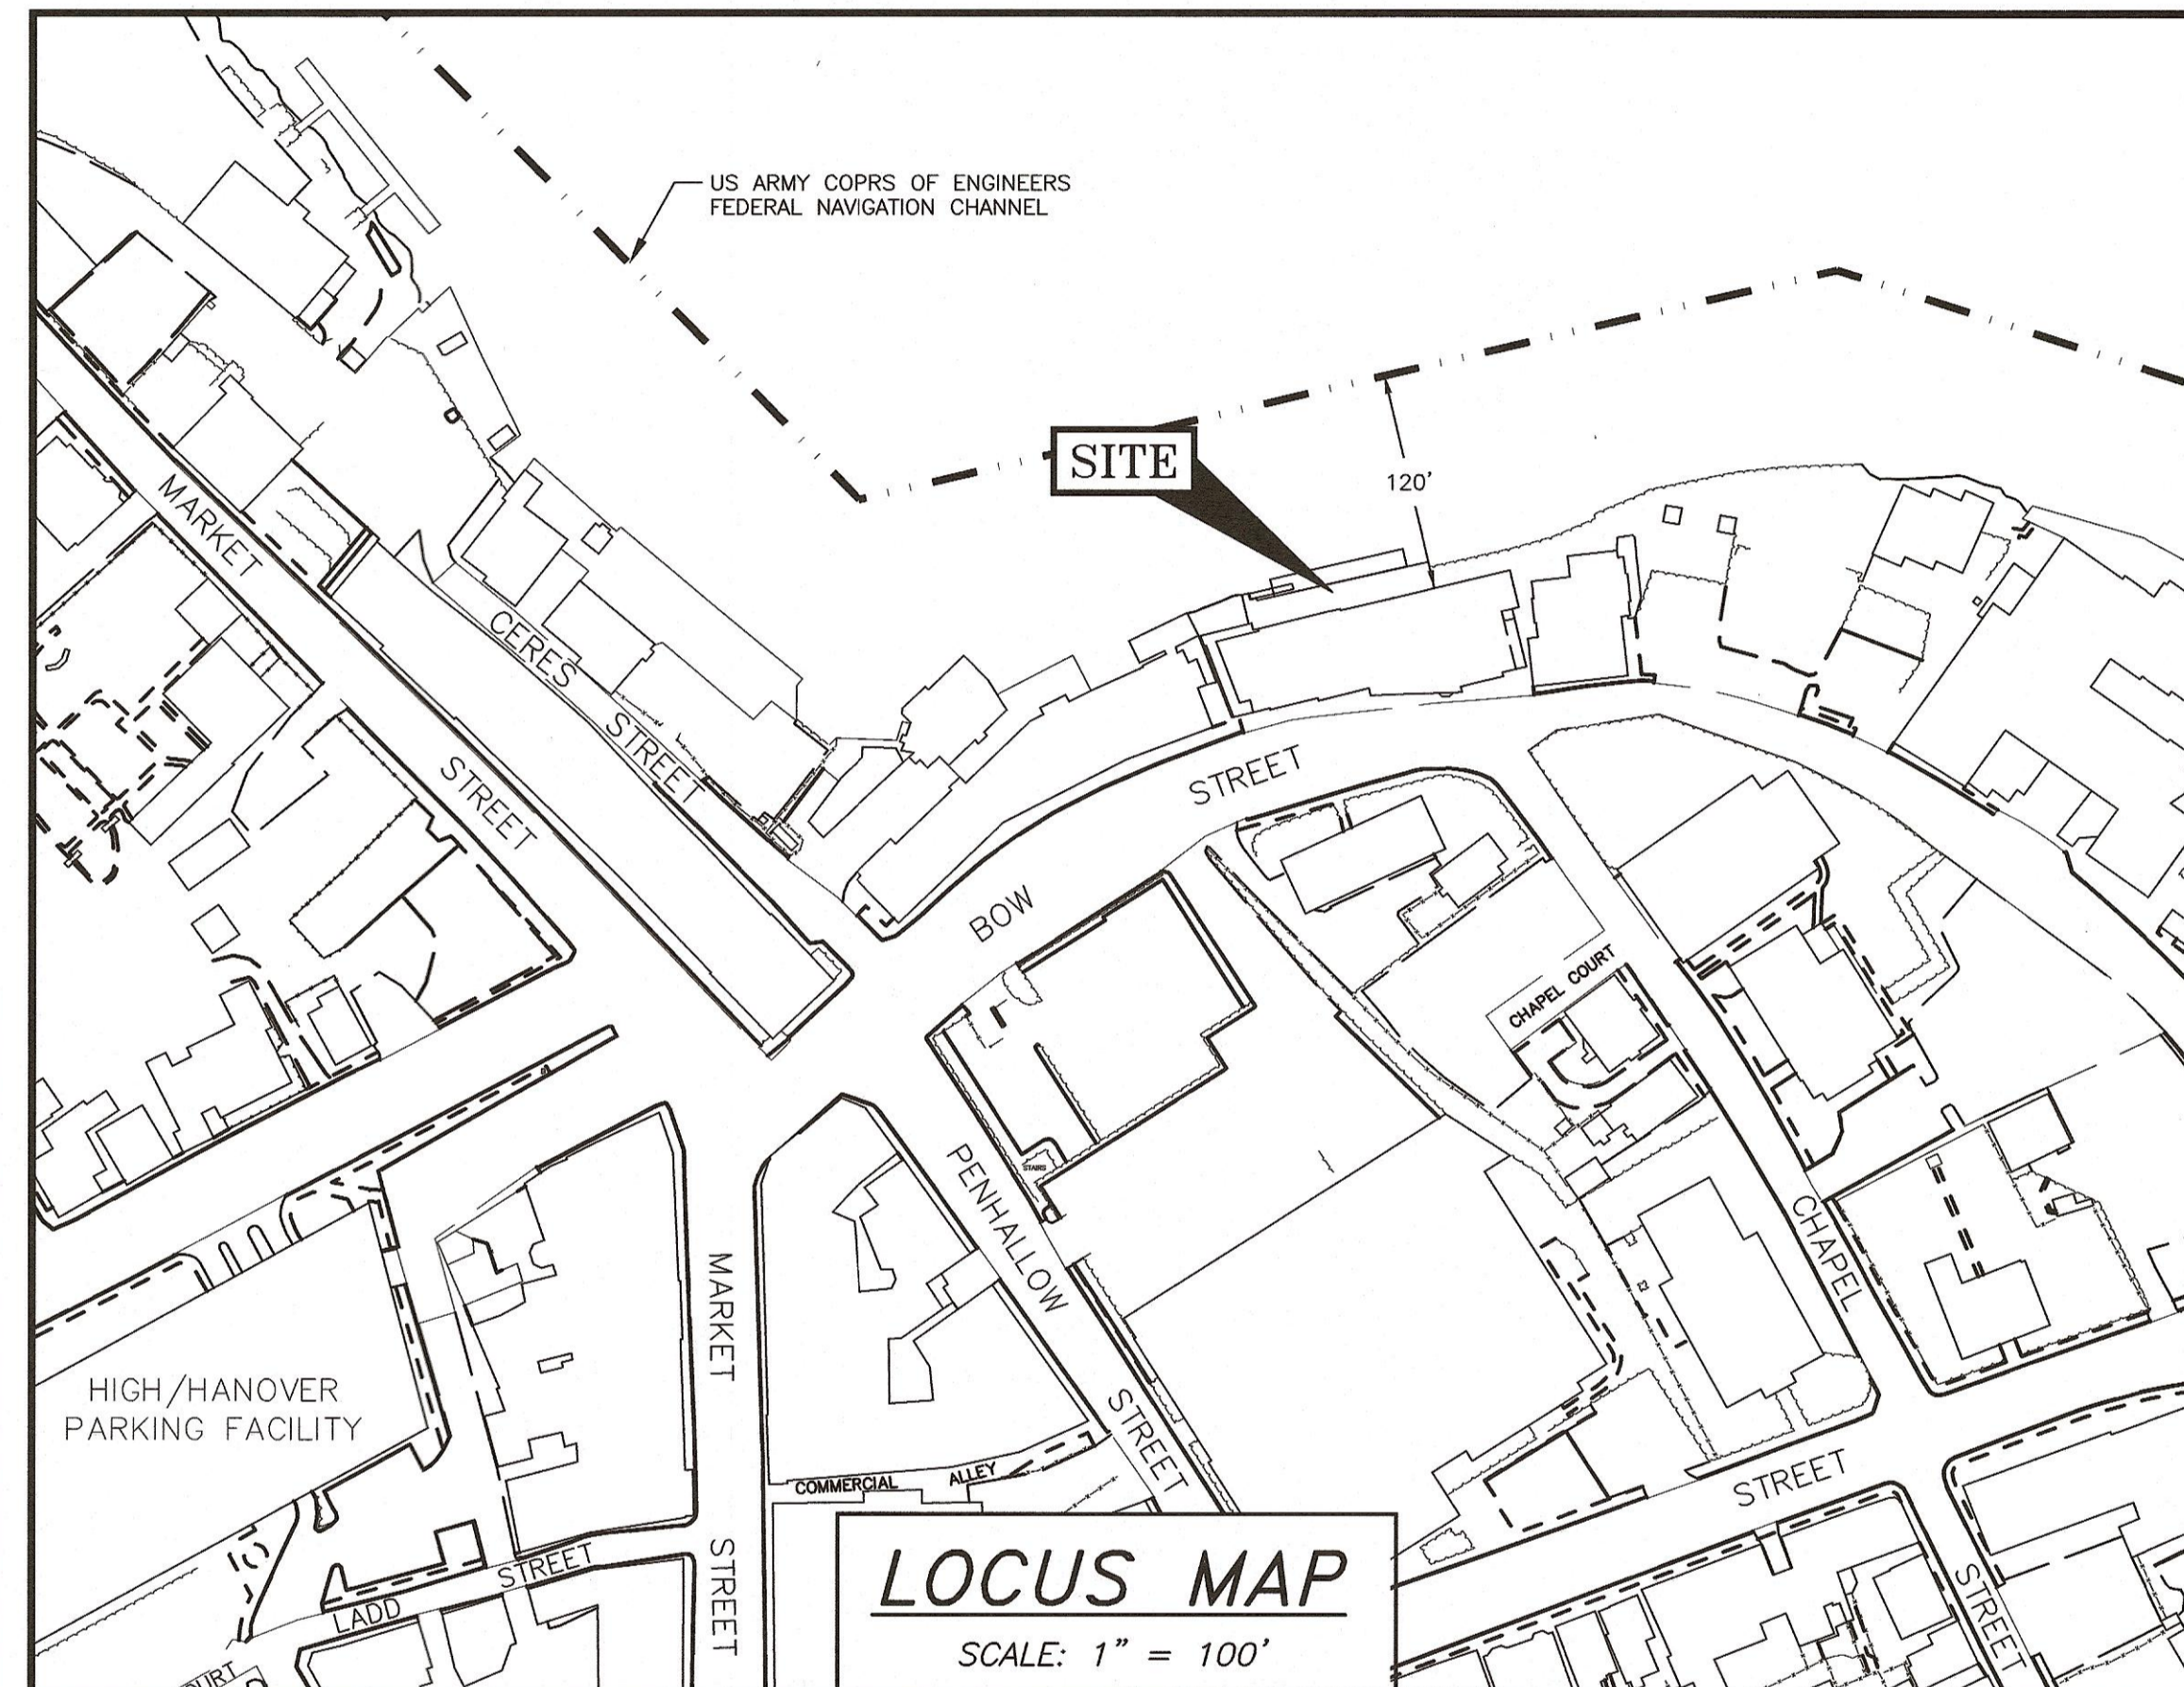 US ARMY COPRS OF ENGINEERS
FEDERAL NAVIGATION CHANNEL
SITE
120'
MARKET
STREET
CERES
STREET
STREET
BOW
CHAPEL COURT
STAIRS
PENHALLOW
STREET
CHAPEL
MARKET
STREET
HIGH/HANOVER
PARKING FACILITY
COMMERCIAL ALLEY
STREET
STREET
STREET
LADD
LOCUS MAP
SCALE: 1" = 100'